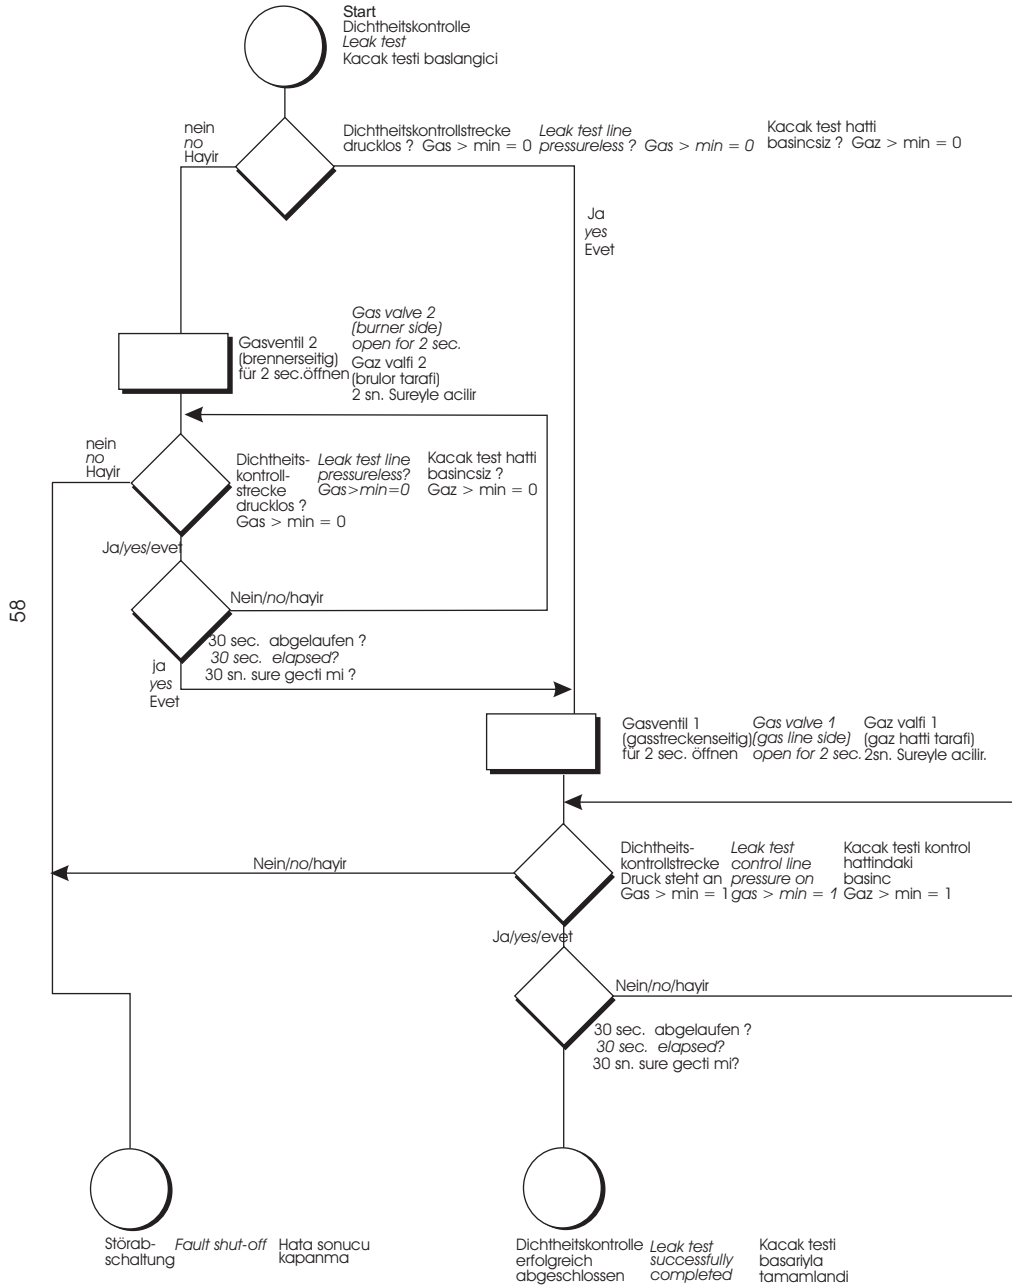 Start
Dichtheitskontrolle
Leak test
Kacak testi baslangici
nein
no
Hayir
Dichtheitskontrollstrecke
drucklos ? Gas > min = 0
Leak test line
pressureless ? Gas > min = 0
Kacak test hatti
basincsiz ? Gaz > min = 0
Ja
yes
Evet
Gasventil 2
(brennerseitig)
für 2 sec.öffnen
Gas valve 2
(burner side)
open for 2 sec.
Gaz valfi 2
(brulor tarafi)
2 sn. Sureyle acilir
nein
no
Hayir
Dichtheits-
kontroll-
strecke
drucklos ?
Gas > min = 0
Leak test line
pressureless?
Gas>min=0
Kacak test hatti
basincsiz ?
Gaz > min = 0
Ja/yes/evet
Nein/no/hayir
58
30 sec. abgelaufen ?
30 sec. elapsed?
30 sn. sure gecti mi ?
ja
yes
Evet
Gasventil 1
(gasstreckenseitig)
für 2 sec. öffnen
Gas valve 1
(gas line side)
open for 2 sec.
Gaz valfi 1
(gaz hatti tarafi)
2sn. Sureyle acilir.
Nein/no/hayir
Dichtheits-
kontrollstrecke
Druck steht an
Gas > min = 1
Leak test
control line
pressure on
gas > min = 1
Kacak testi kontrol
hattindaki
basinc
Gaz > min = 1
Ja/yes/evet
Nein/no/hayir
30 sec. abgelaufen ?
30 sec. elapsed?
30 sn. sure gecti mi?
Störab-
schaltung
Fault shut-off
Hata sonucu
kapanma
Dichtheitskontrolle
erfolgreich
abgeschlossen
Leak test
successfully
completed
Kacak testi
basariyla
tamamlandi